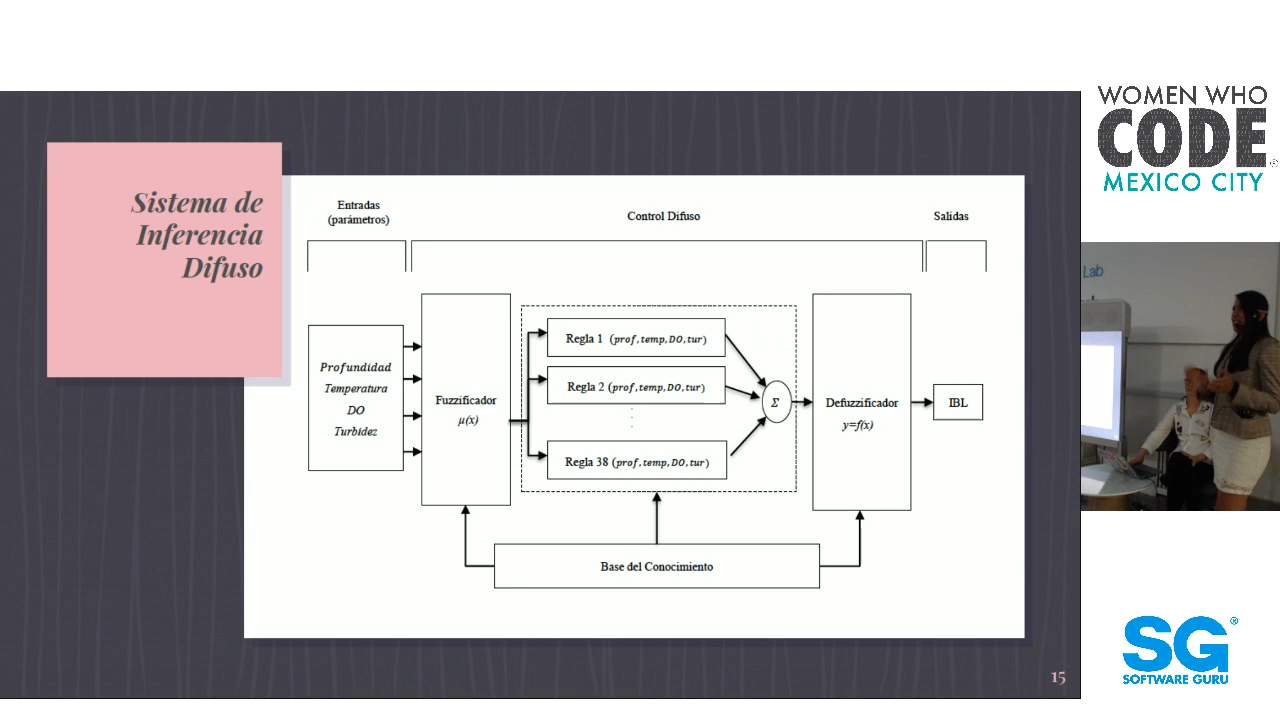 Sistema de
Inferencia
Difuso
Entradas
(parámetros)
Control Difuso
Salidas
Profundidad
Temperatura
DO
Turbidez
Fuzzificador
μ(x)
Regla 1 (prof,temp,DO,tur)
Regla 2 (prof,temp,DO,tur)
Regla 38 (prof,temp,DO,tur)
Σ
Defuzzificador
y=f(x)
IBL
Base del Conocimiento
15
WOMEN WHO
CODE®
MEXICO CITY
Lab
SG®
SOFTWARE GURU